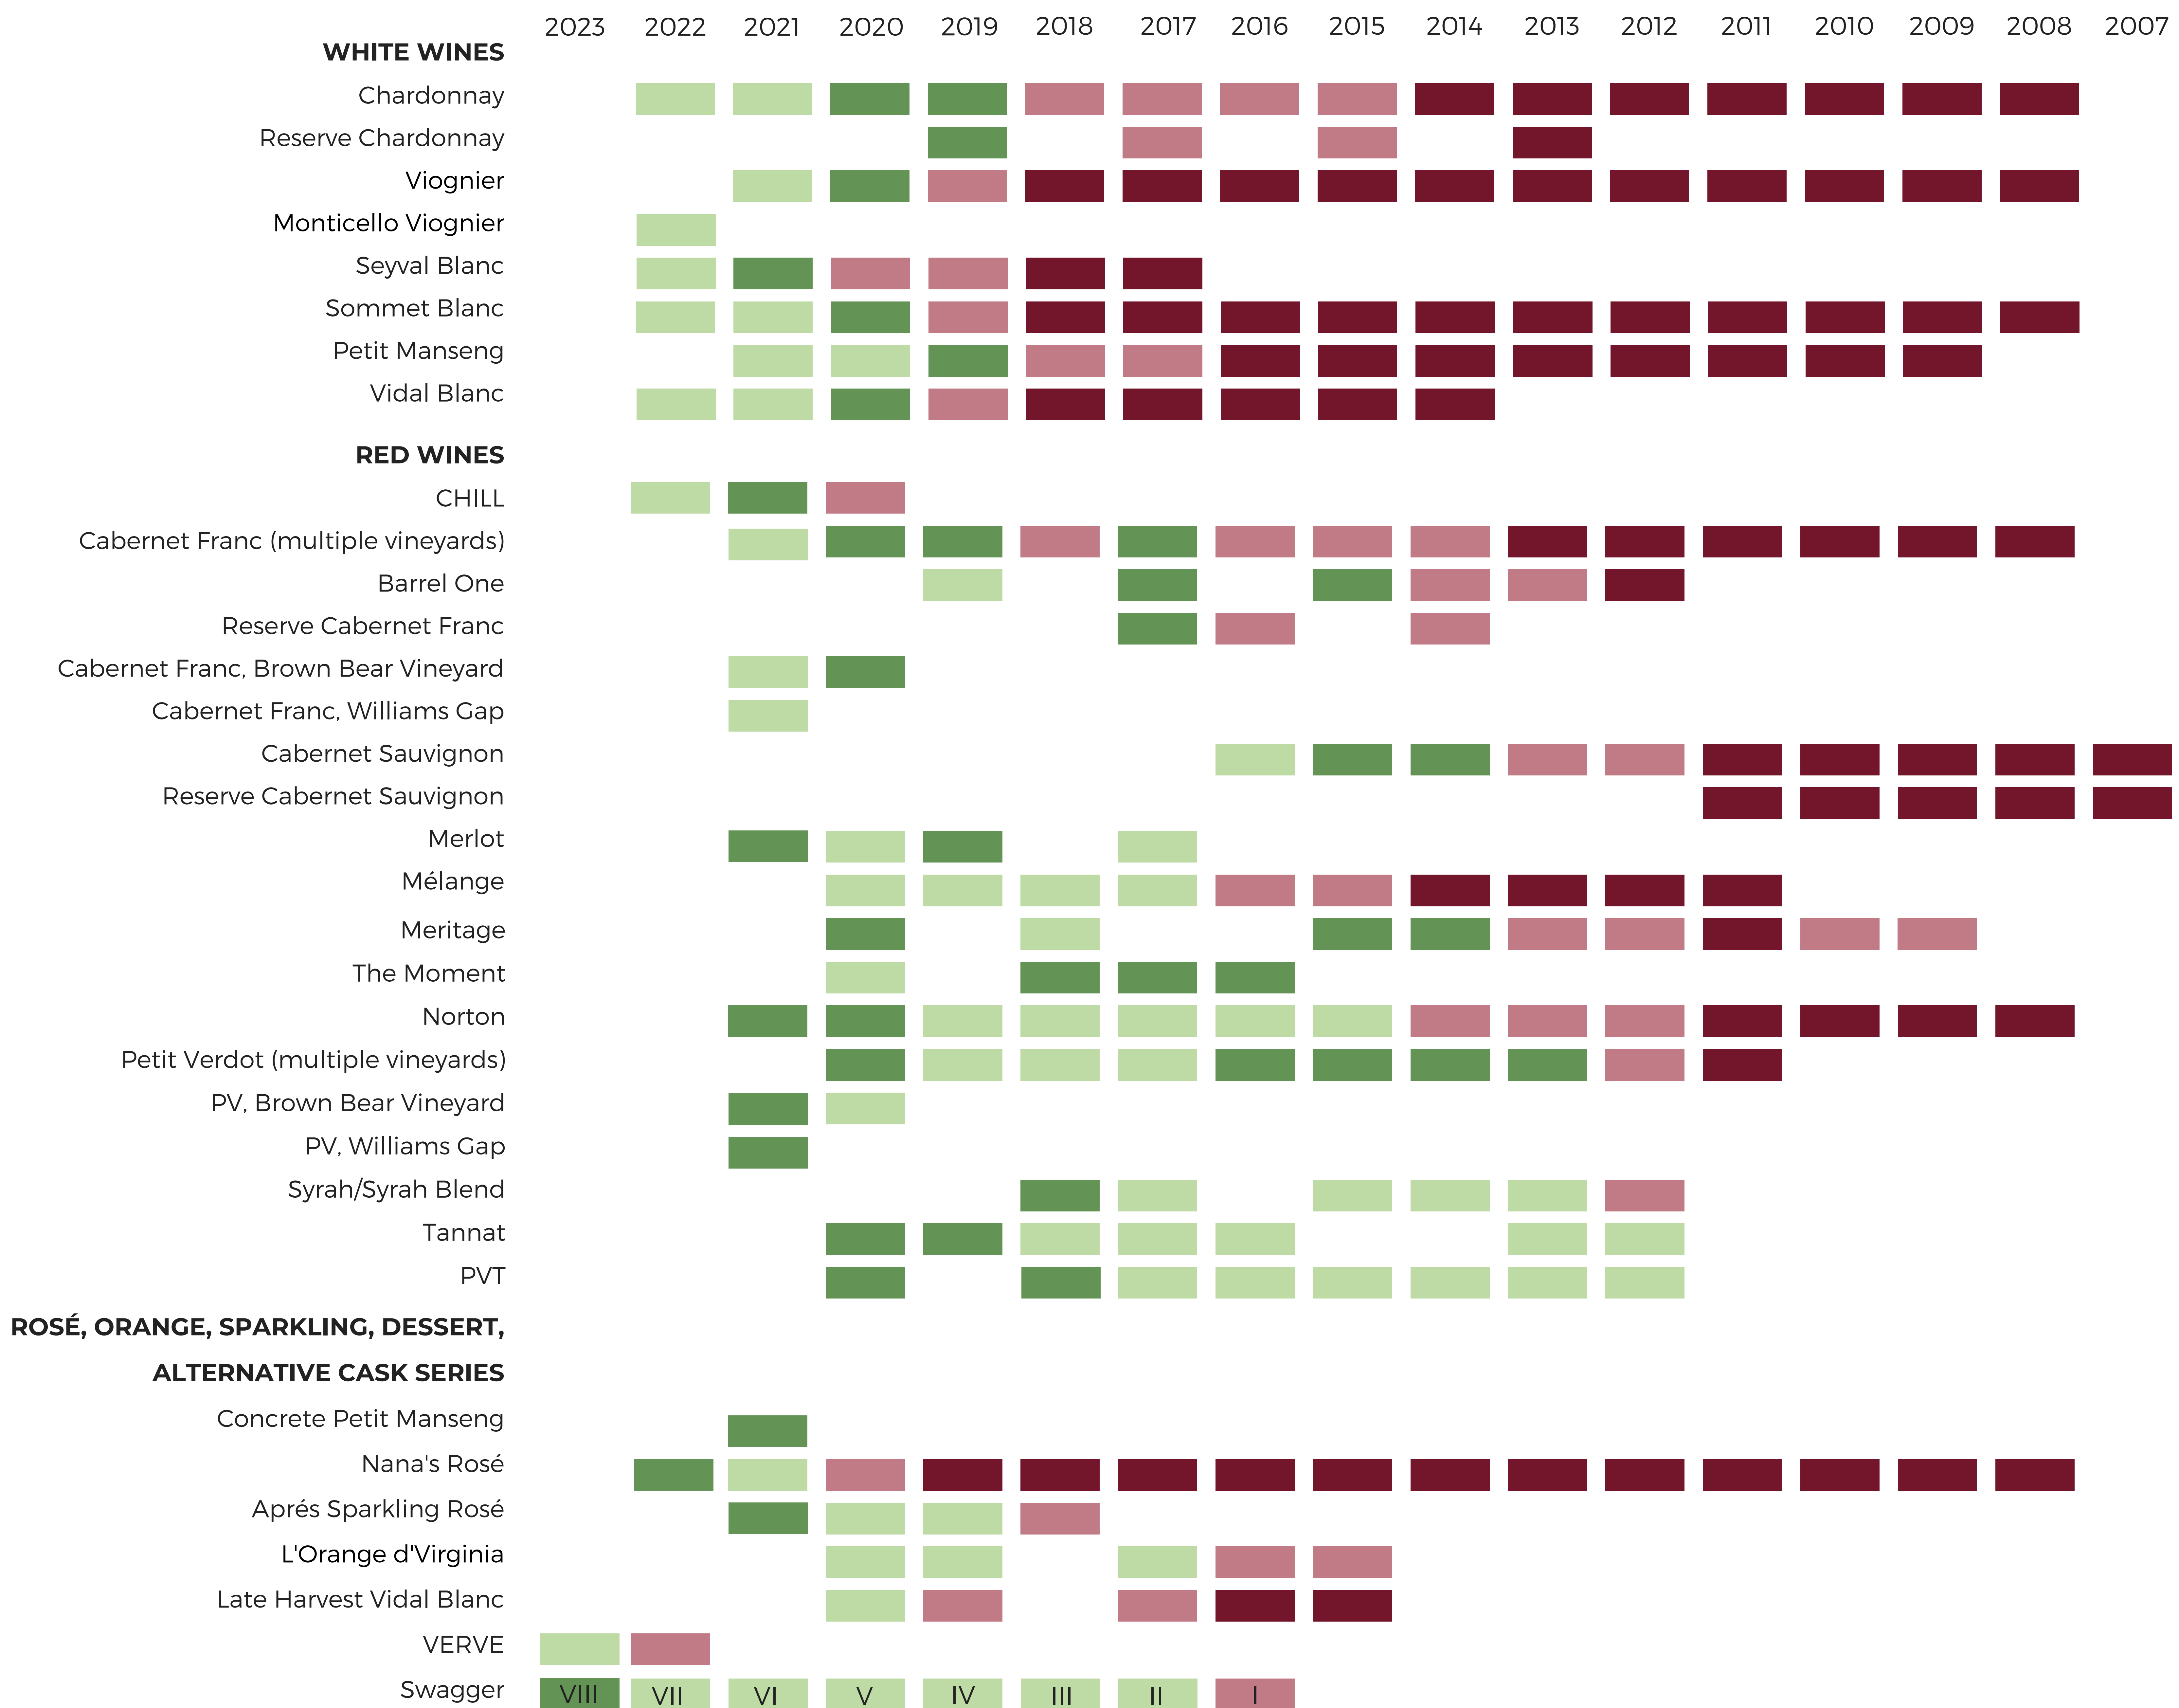 2023 2022 2021 2020 2019 2018 2017 2016 2015 2014 2013 2012 2011 2010 2009 2008 2007
WHITE WINES
Chardonnay
Reserve Chardonnay
Viognier
Monticello Viognier
Seyval Blanc
Sommet Blanc
Petit Manseng
Vidal Blanc
RED WINES
CHILL
Cabernet Franc (multiple vineyards)
Barrel One
Reserve Cabernet Franc
Cabernet Franc, Brown Bear Vineyard
Cabernet Franc, Williams Gap
Cabernet Sauvignon
Reserve Cabernet Sauvignon
Merlot
Mélange
Meritage
The Moment
Norton
Petit Verdot (multiple vineyards)
PV, Brown Bear Vineyard
PV, Williams Gap
Syrah/Syrah Blend
Tannat
PVT
ROSÉ, ORANGE, SPARKLING, DESSERT,
ALTERNATIVE CASK SERIES
Concrete Petit Manseng
Nana's Rosé
Aprés Sparkling Rosé
L'Orange d'Virginia
Late Harvest Vidal Blanc
VERVE
Swagger VIII VII VI V IV III II I